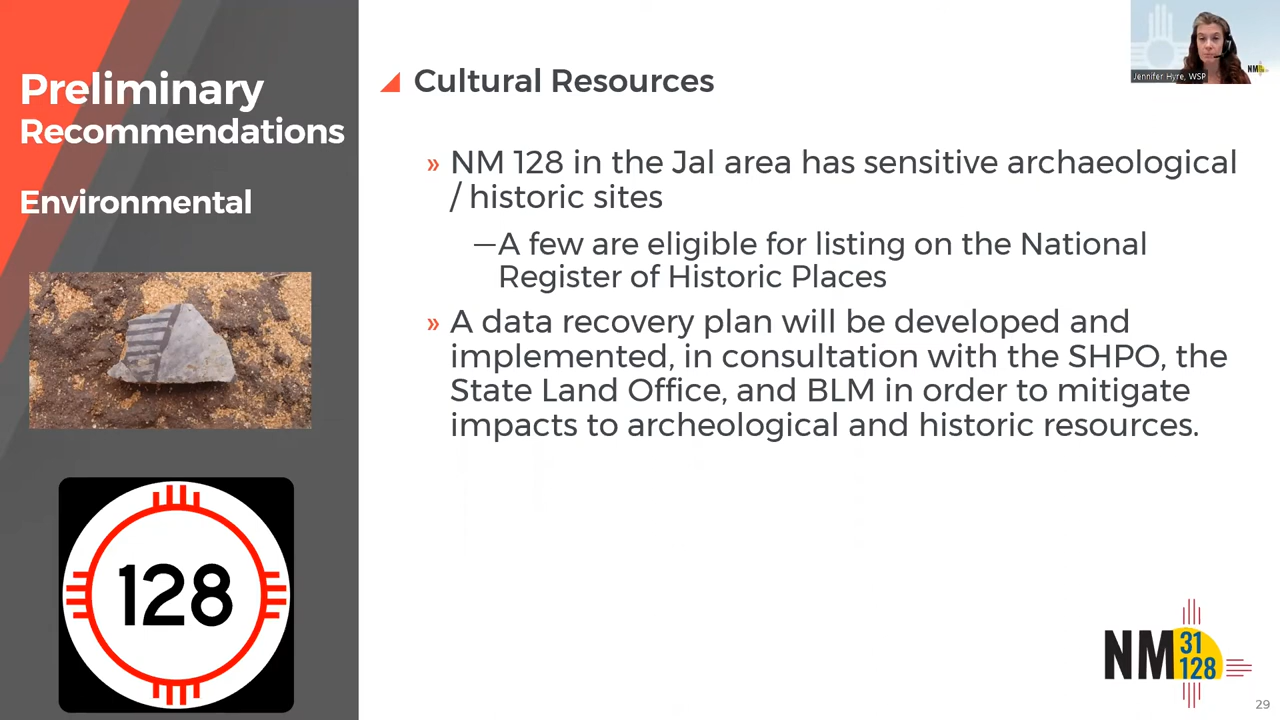 Preliminary
Recommendations
Environmental
128
Cultural Resources
» NM 128 in the Jal area has sensitive archaeological
/ historic sites
—A few are eligible for listing on the National
Register of Historic Places
» A data recovery plan will be developed and
implemented, in consultation with the SHPO, the
State Land Office, and BLM in order to mitigate
impacts to archeological and historic resources.
Jennifer Hyre, WSP
NM
NM 31
128
29